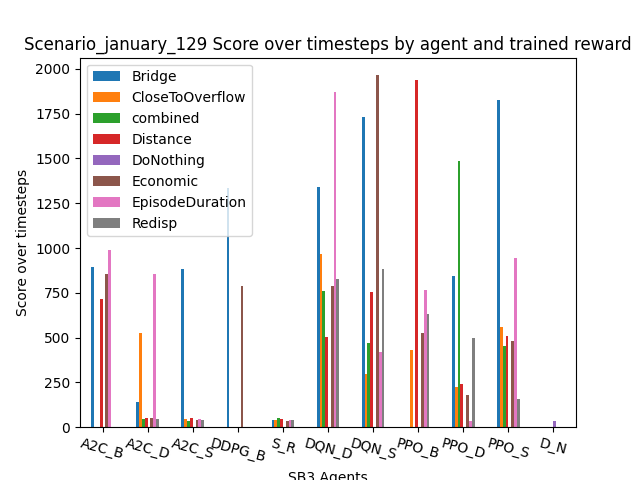 Scenario_january_129 Score over timesteps by agent and trained reward
Score over timesteps
2000
1750
1500
1250
1000
750
500
250
0
Bridge
CloseToOverflow
combined
Distance
DoNothing
Economic
EpisodeDuration
Redisp
A2C_B
A2C_D
A2C_S
DDPG_B
S_R
DQN_D
DQN_S
PPO_B
PPO_D
PPO_S
D_N
SB3 Agents